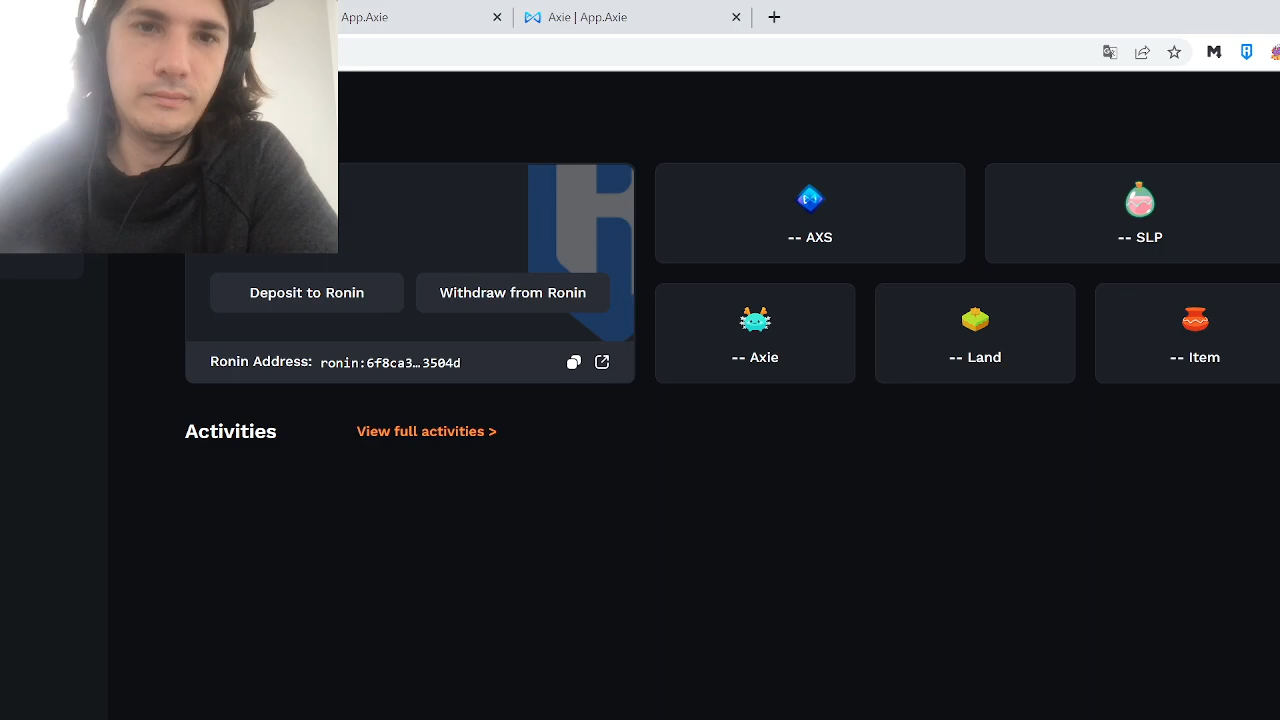 App.Axie
Axie | App.Axie
-- AXS
-- SLP
Deposit to Ronin
Withdraw from Ronin
Ronin Address: ronin:6f8ca3…3504d
-- Axie
-- Land
-- Item
Activities
View full activities >